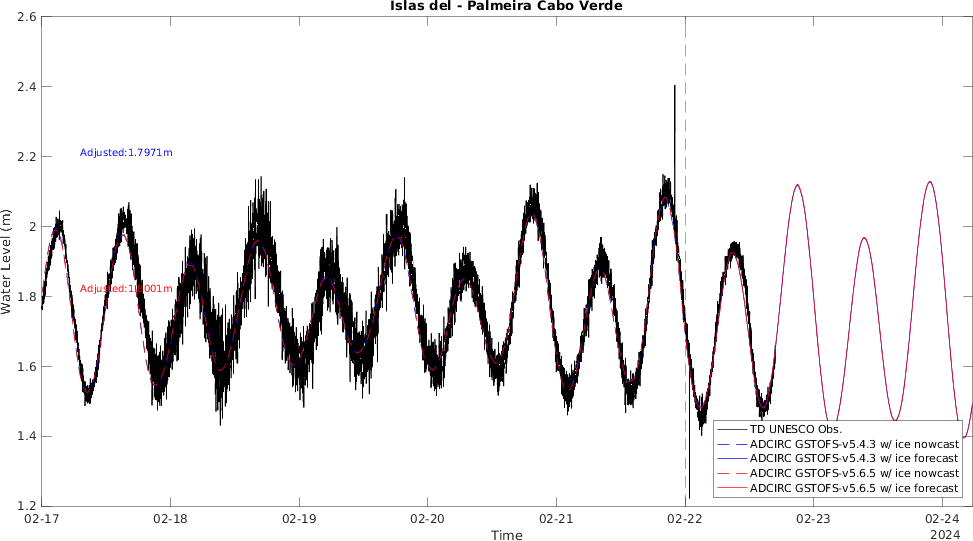 Islas del - Palmeira Cabo Verde
2.6
2.4
2.2
2
1.8
1.6
1.4
1.2
Water Level (m)
Adjusted:1.7971m
TD UNESCO Obs.
ADCIRC GSTOFS-v5.4.3 w/ ice nowcast
ADCIRC GSTOFS-v5.4.3 w/ ice forecast
ADCIRC GSTOFS-v5.6.5 w/ ice nowcast
ADCIRC GSTOFS-v5.6.5 w/ ice forecast
02-17 02-18 02-19 02-20 02-21 02-22 02-23 02-24
Time
2024